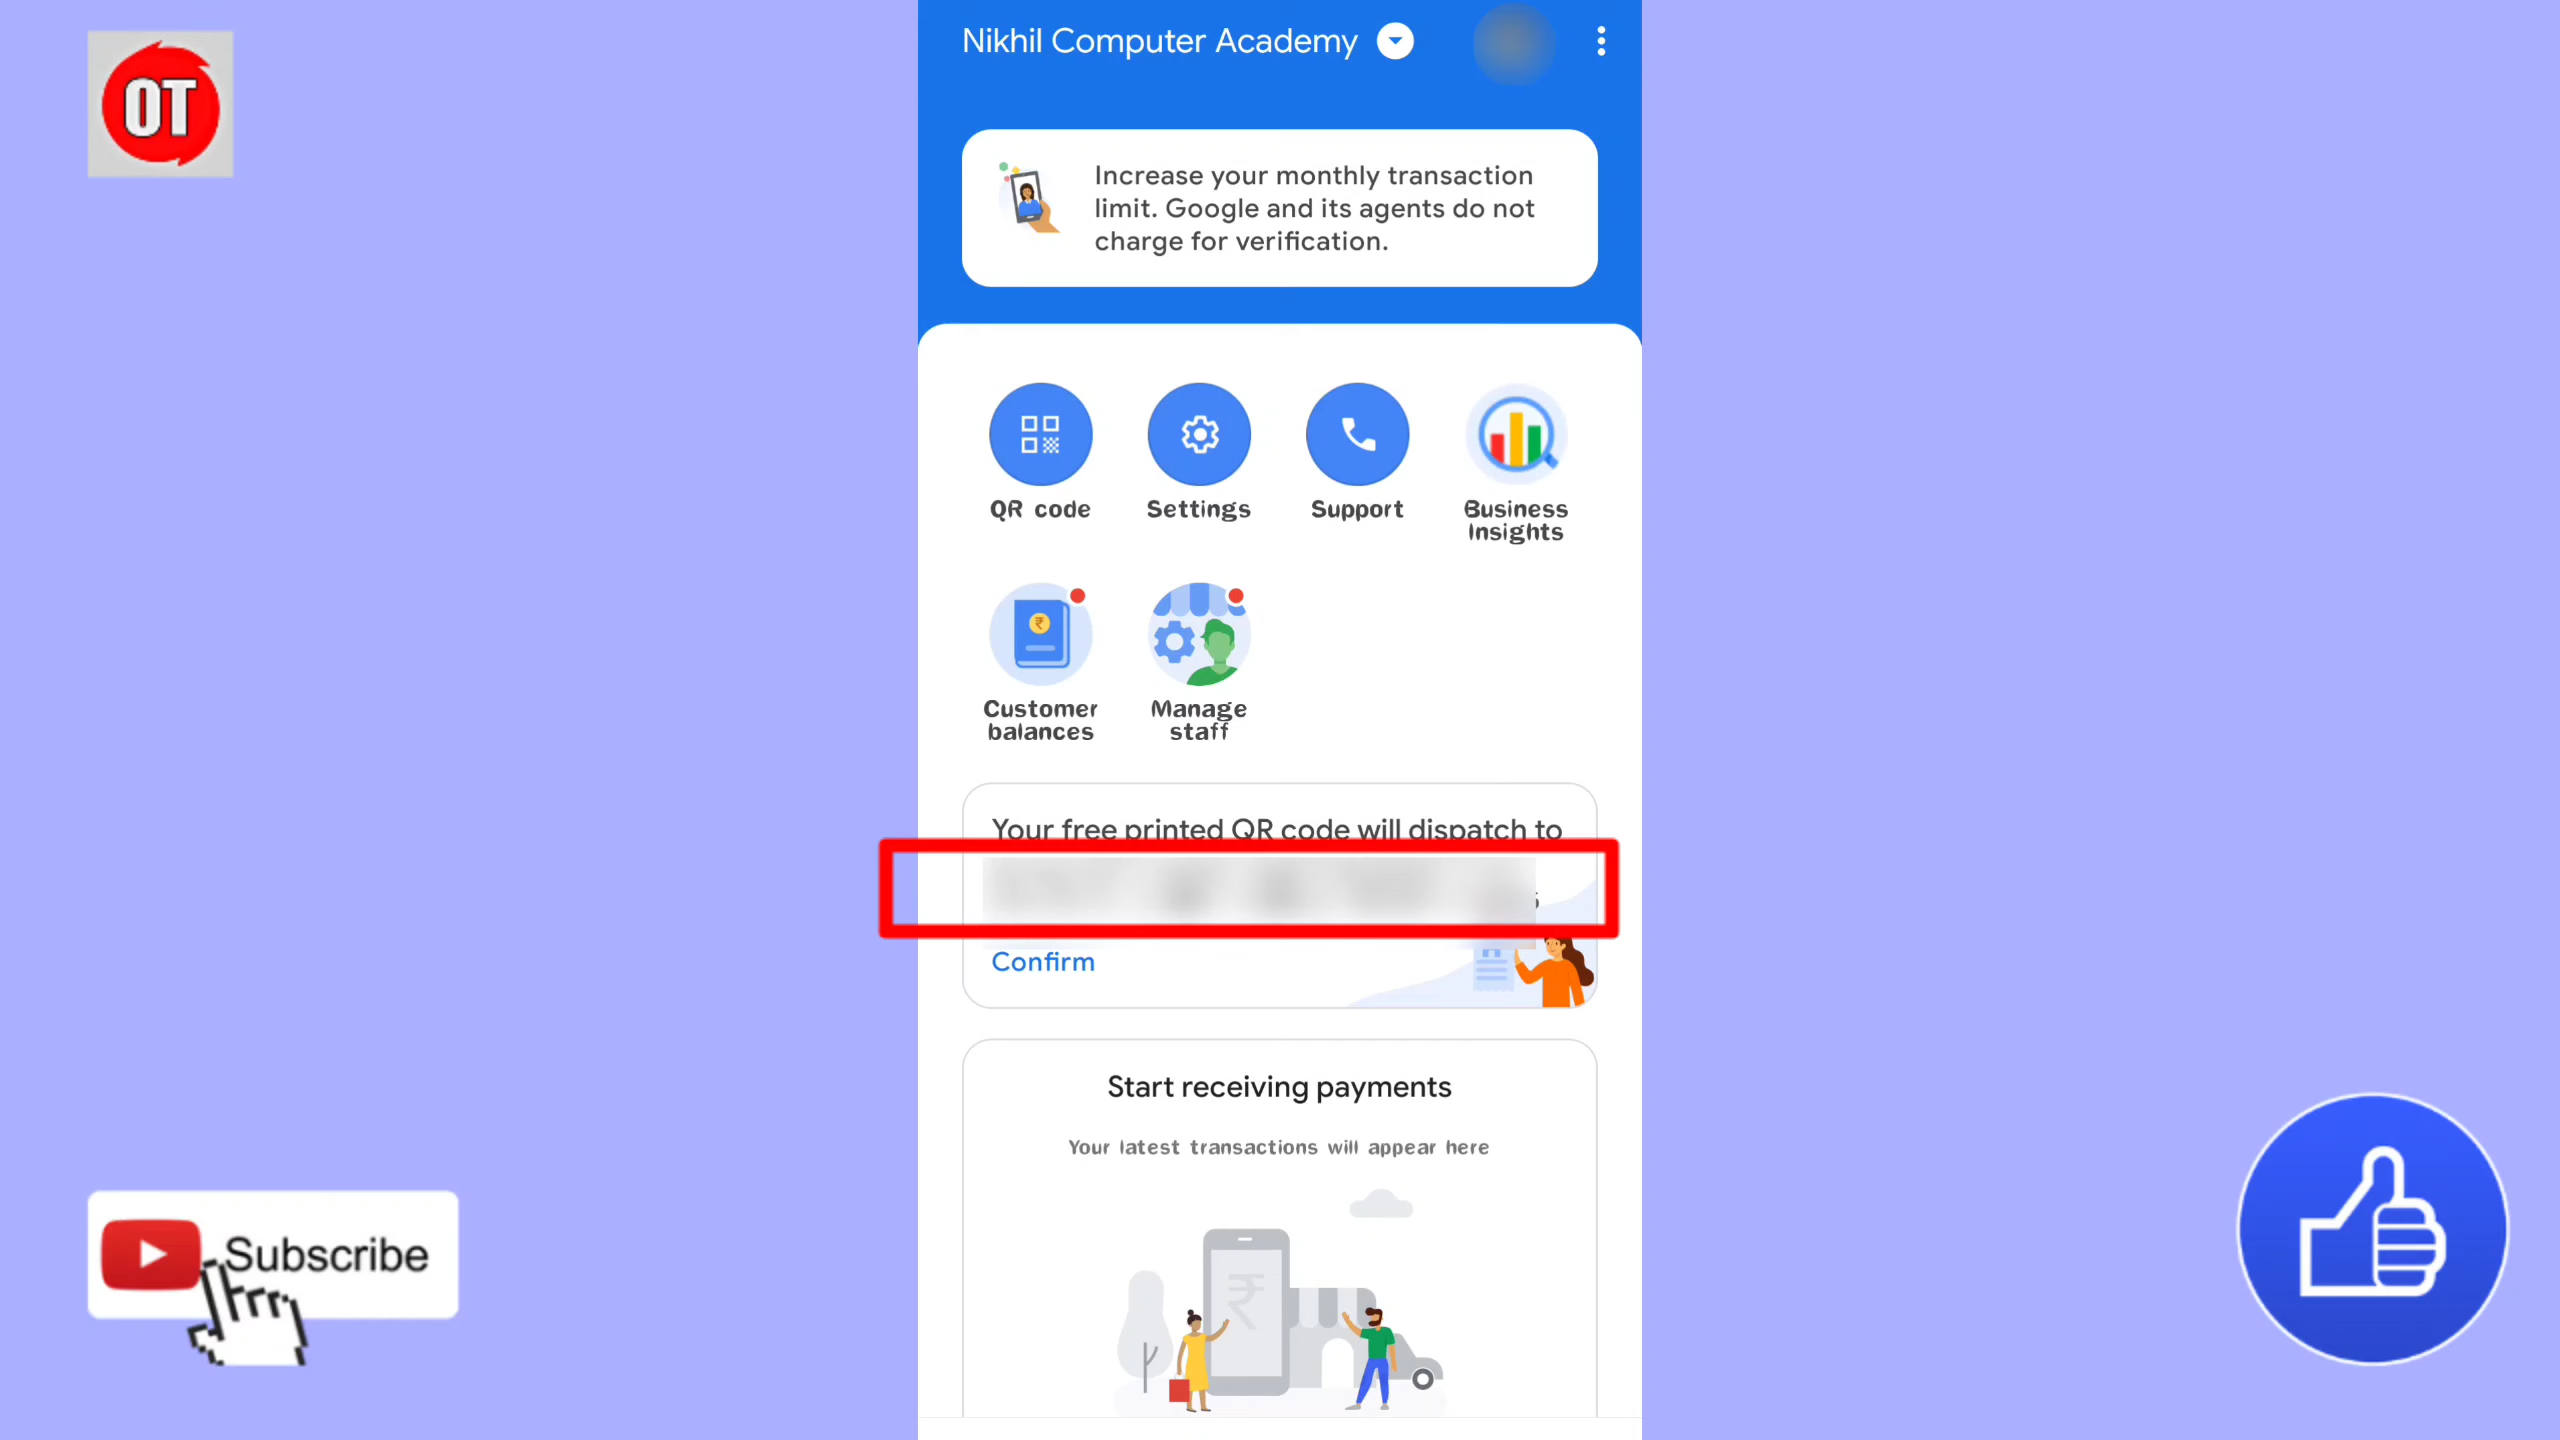 OT
Nikhil Computer Academy
Increase your monthly transaction
limit. Google and its agents do not
charge for verification.
QR code
Settings
Support
Business
Insights
Customer
balances
Manage
staff
Your free printed QR code will dispatch to
Confirm
Start receiving payments
Your latest transactions will appear here
Subscribe